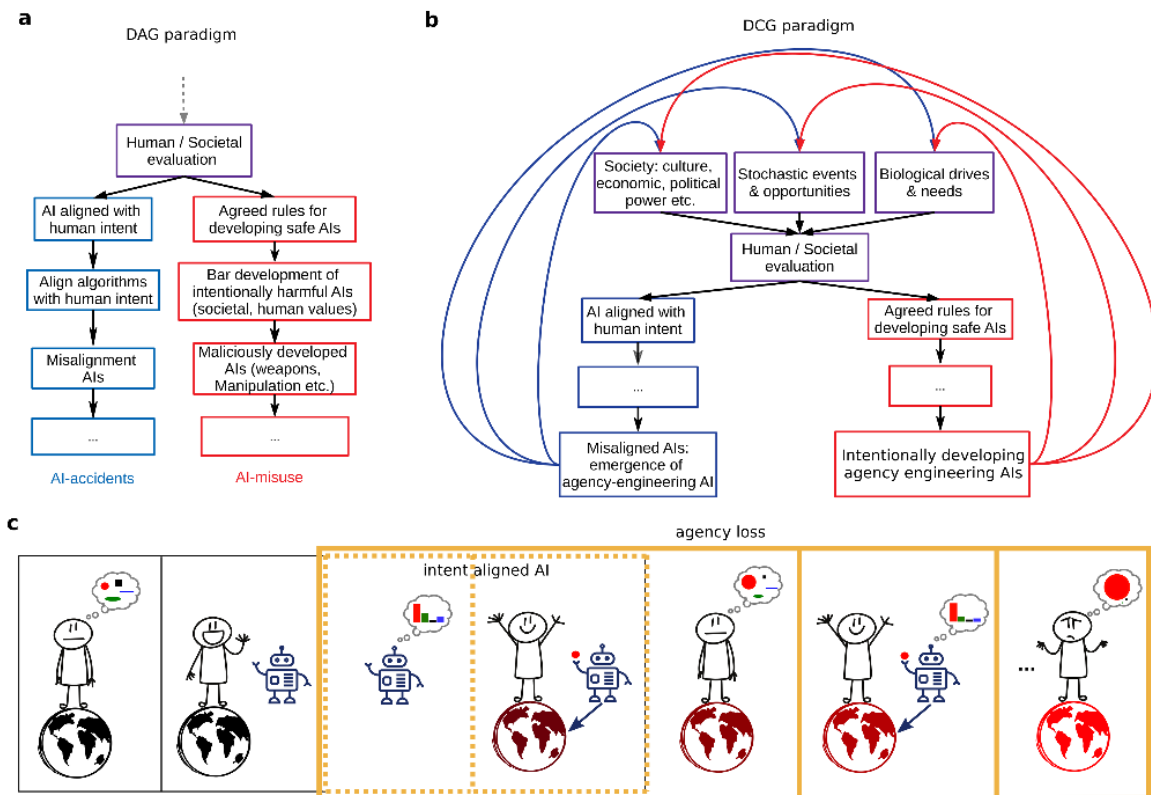 a
DAG paradigm
Human / Societal
evaluation
AI aligned with
human intent
Agreed rules for
developing safe AIs
Align algorithms
with human intent
Bar development of
intentionally harmful AIs
(societal, human values)
Misalignment
AIs
Maliciously developed
AIs (weapons,
Manipulation etc.)
...
...
AI-accidents
AI-misuse
b
DCG paradigm
Society: culture,
economic, political
power etc.
Stochastic events
& opportunities
Biological drives
& needs
Human / Societal
evaluation
AI aligned with
human intent
Agreed rules for
developing safe AIs
...
...
Misaligned AIs:
emergence of
agency-engineering AI
Intentionally developing
agency engineering AIs
c
agency loss
intent aligned AI
...